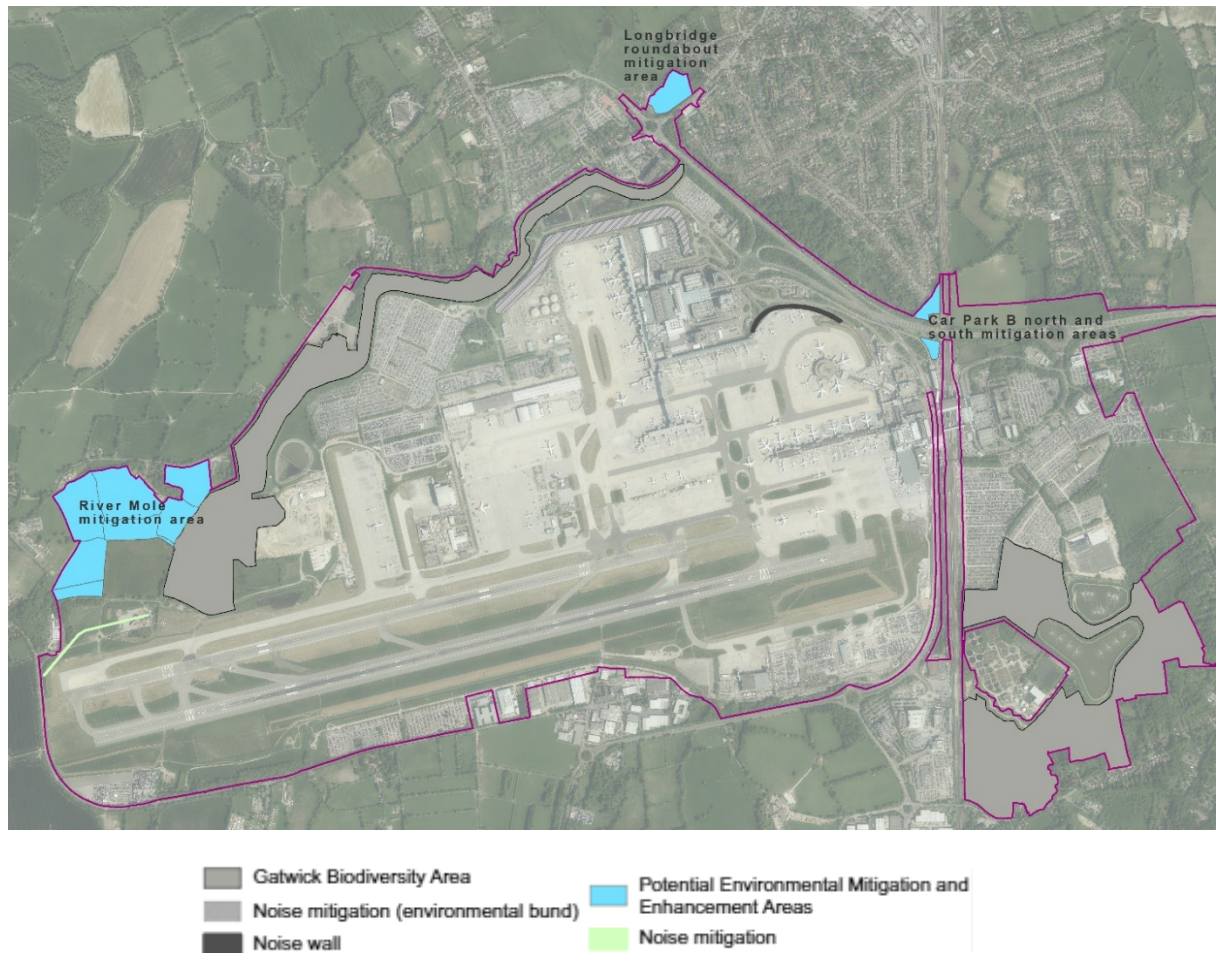 Longbridge
roundabout
mitigation
area
Car Park B north and
south mitigation areas
River Mole
mitigation area
Gatwick Biodiversity Area
Noise mitigation (environmental bund)
Noise wall
Potential Environmental Mitigation and
Enhancement Areas
Noise mitigation